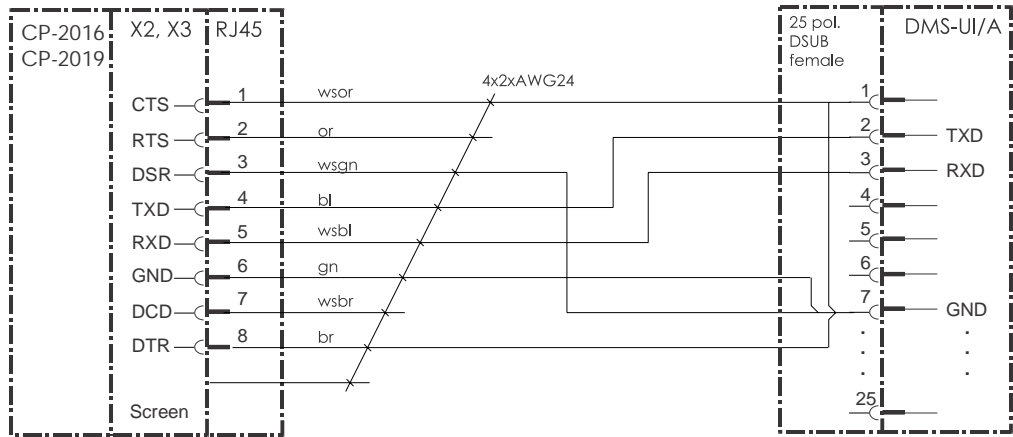 CP-2016
CP-2019
X2, X3
RJ45
25 pol.
DSUB
female
DMS-UI/A
4x2xAWG24
CTS 1 wsor 1
RTS 2 or 2 TXD
DSR 3 wsgn 3 RXD
TXD 4 bl 4
RXD 5 wsbl 5
GND 6 gn 6
DCD 7 wsbr 7 GND
DTR 8 br
Screen
25